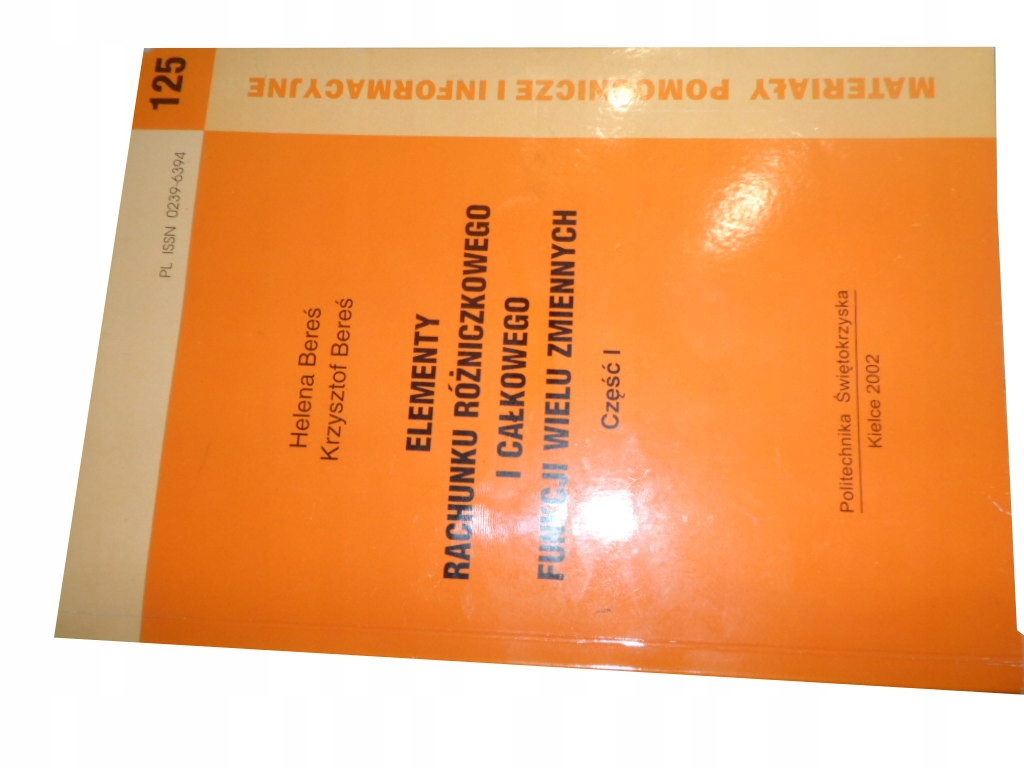 125
PL ISSN 0239-6394
MATERIAŁY POMOCNICZE I INFORMACYJNE
Helena Bereś
Krzysztof Bereś
ELEMENTY
RACHUNKU RÓŻNICZKOWEGO
I CAŁKOWEGO
FUNKCJI WIELU ZMIENNYCH
Część I
Politechnika Świętokrzyska
Kielce 2002